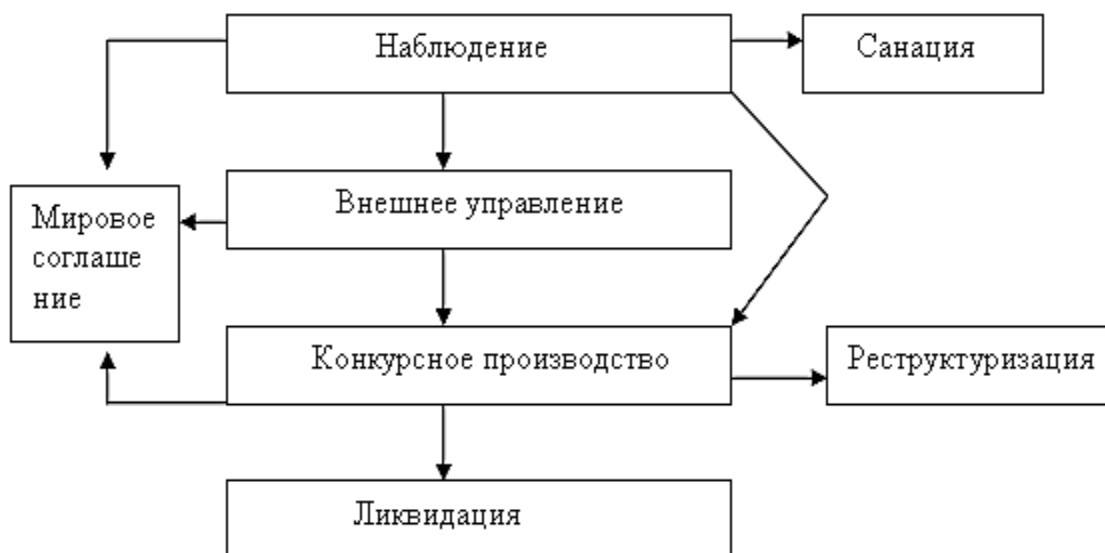 Наблюдение
Санация
Внешнее управление
Мировое
соглаше
ние
Конкурсное производство
Реструктуризация
Ликвидация